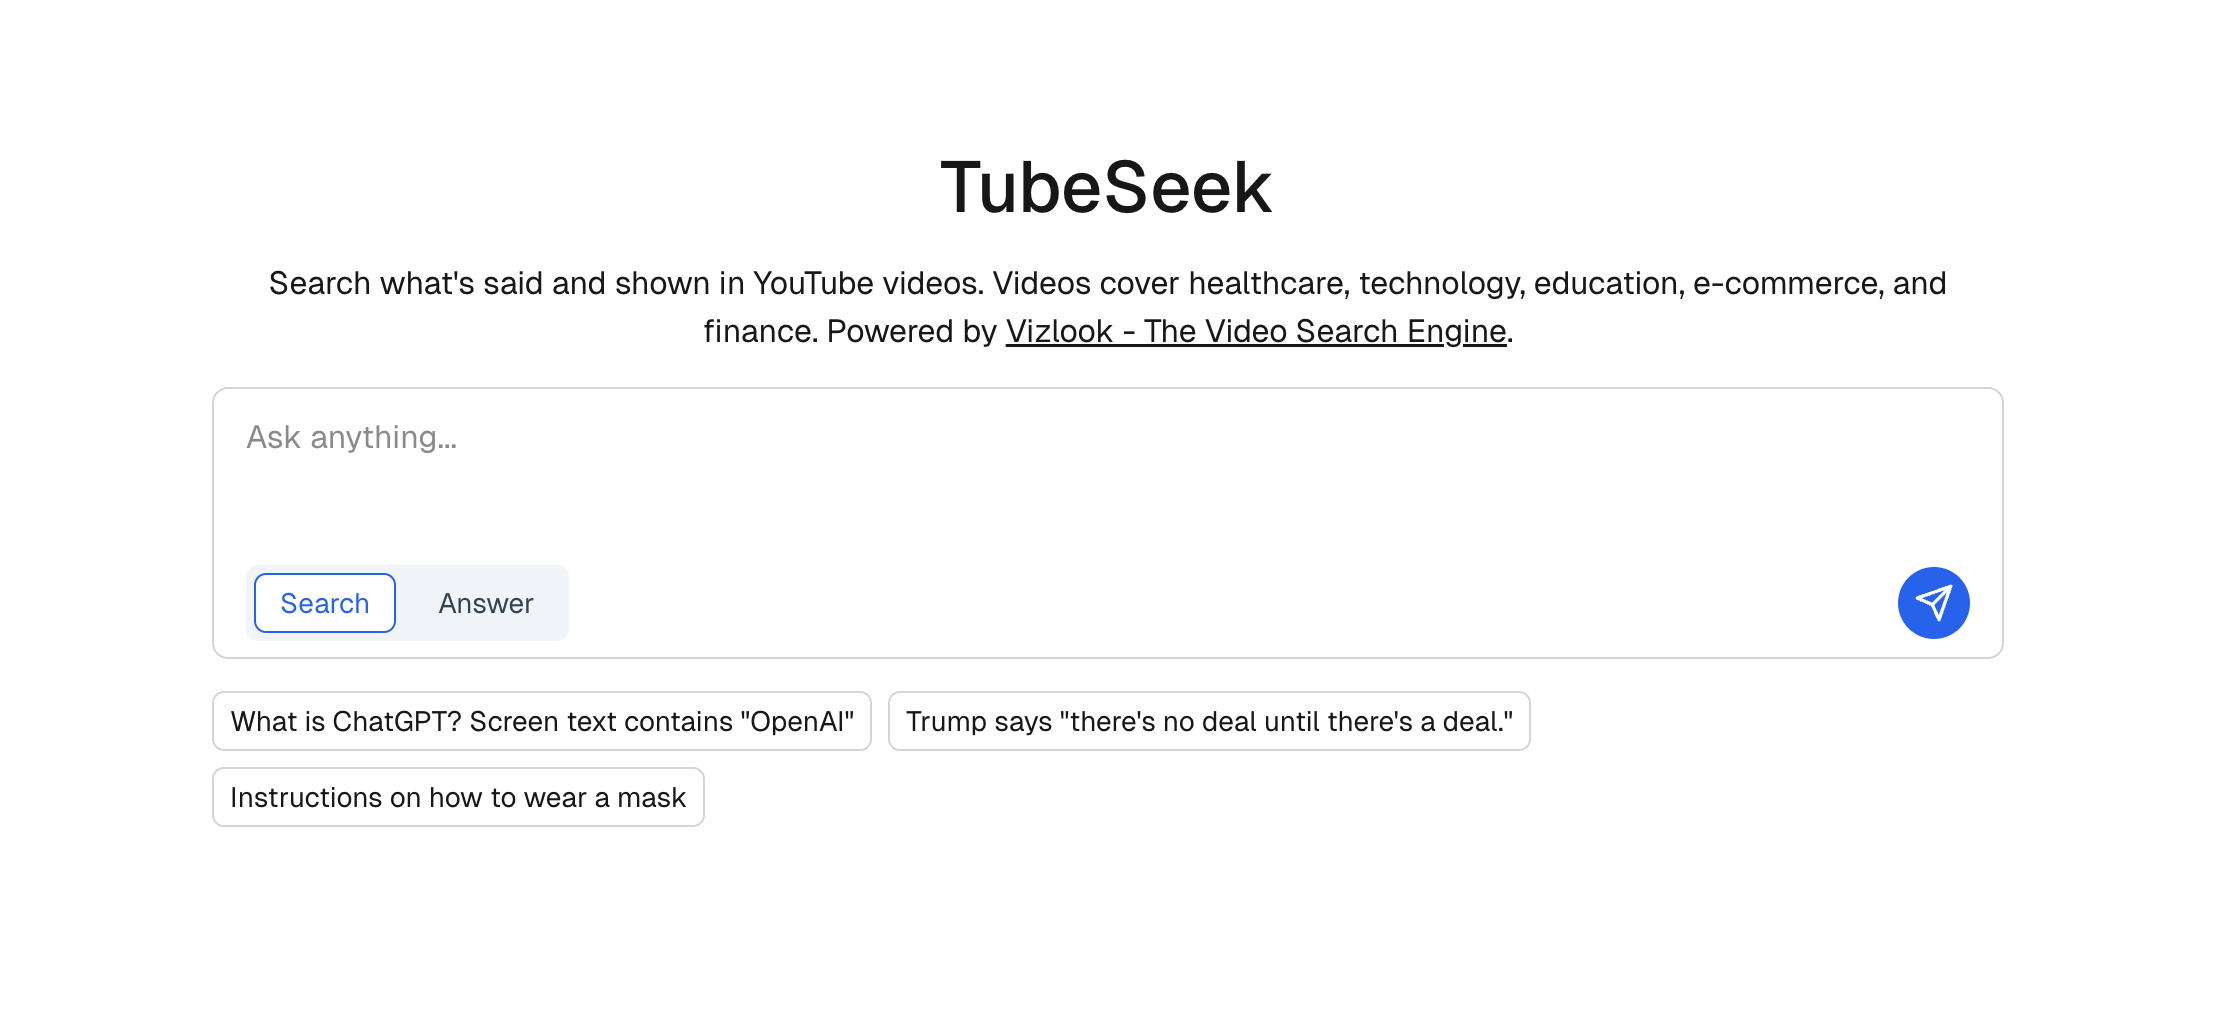 TubeSeek
Search what's said and shown in YouTube videos. Videos cover healthcare, technology, education, e-commerce, and
finance. Powered by Vizlook - The Video Search Engine.
Ask anything...
Search Answer
What is ChatGPT? Screen text contains "OpenAI" Trump says "there's no deal until there's a deal."
Instructions on how to wear a mask